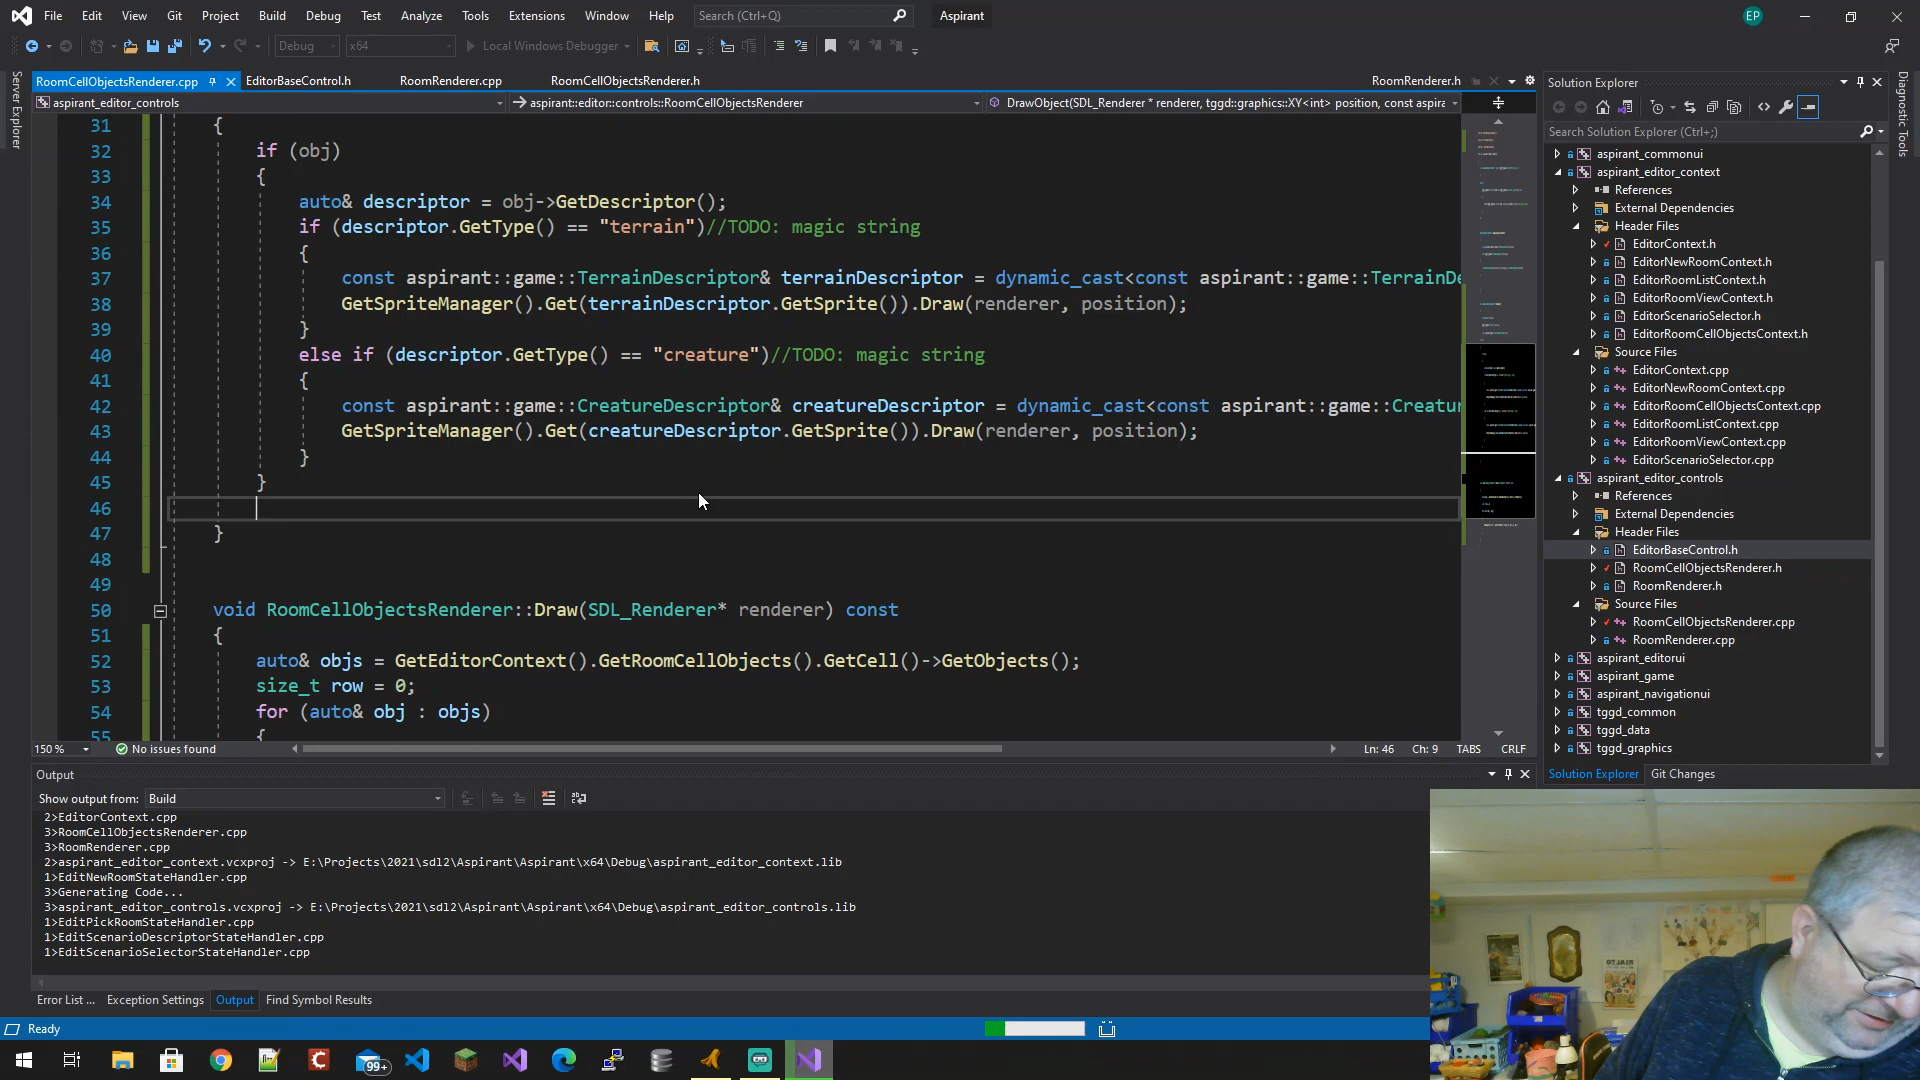 File Edit View Git Project Build Debug Test Analyze Tools Extensions Window Help Search (Ctrl+Q) Aspirant EP
Debug x64 Local Windows Debugger
RoomCellObjectsRenderer.cpp EditorBaseControl.h RoomRenderer.cpp RoomCellObjectsRenderer.h RoomRenderer.h
aspirant_editor_controls aspirant::editor::controls::RoomCellObjectsRenderer DrawObject(SDL_Renderer * renderer, tggd::graphics::XY<int> position, const aspira
Server Explorer
31 {
32 if (obj)
33 {
34 auto& descriptor = obj->GetDescriptor();
35 if (descriptor.GetType() == "terrain")//TODO: magic string
36 {
37 const aspirant::game::TerrainDescriptor& terrainDescriptor = dynamic_cast<const aspirant::game::TerrainDe
38 GetSpriteManager().Get(terrainDescriptor.GetSprite()).Draw(renderer, position);
39 }
40 else if (descriptor.GetType() == "creature")//TODO: magic string
41 {
42 const aspirant::game::CreatureDescriptor& creatureDescriptor = dynamic_cast<const aspirant::game::Creatur
43 GetSpriteManager().Get(creatureDescriptor.GetSprite()).Draw(renderer, position);
44 }
45 }
46
47 }
48
49
50 void RoomCellObjectsRenderer::Draw(SDL_Renderer* renderer) const
51 {
52 auto& objs = GetEditorContext().GetRoomCellObjects().GetCell()->GetObjects();
53 size_t row = 0;
54 for (auto& obj : objs)
55 {
150 % No issues found Ln: 46 Ch: 9 TABS CRLF
Output
Show output from: Build
2>EditorContext.cpp
3>RoomCellObjectsRenderer.cpp
3>RoomRenderer.cpp
2>aspirant_editor_context.vcxproj -> E:\Projects\2021\sdl2\Aspirant\Aspirant\x64\Debug\aspirant_editor_context.lib
1>EditNewRoomStateHandler.cpp
3>Generating Code...
3>aspirant_editor_controls.vcxproj -> E:\Projects\2021\sdl2\Aspirant\Aspirant\x64\Debug\aspirant_editor_controls.lib
1>EditPickRoomStateHandler.cpp
1>EditScenarioDescriptorStateHandler.cpp
1>EditScenarioSelectorStateHandler.cpp
Error List ... Exception Settings Output Find Symbol Results
Ready
99+
Solution Explorer
Search Solution Explorer (Ctrl+;)
aspirant_commonui
aspirant_editor_context
References
External Dependencies
Header Files
EditorContext.h
EditorNewRoomContext.h
EditorRoomListContext.h
EditorRoomViewContext.h
EditorScenarioSelector.h
EditorRoomCellObjectsContext.h
Source Files
EditorContext.cpp
EditorNewRoomContext.cpp
EditorRoomCellObjectsContext.cpp
EditorRoomListContext.cpp
EditorRoomViewContext.cpp
EditorScenarioSelector.cpp
aspirant_editor_controls
References
External Dependencies
Header Files
EditorBaseControl.h
RoomCellObjectsRenderer.h
RoomRenderer.h
Source Files
RoomCellObjectsRenderer.cpp
RoomRenderer.cpp
aspirant_editorui
aspirant_game
aspirant_navigationui
tggd_common
tggd_data
tggd_graphics
Solution Explorer Git Changes
Diagnostic Tools